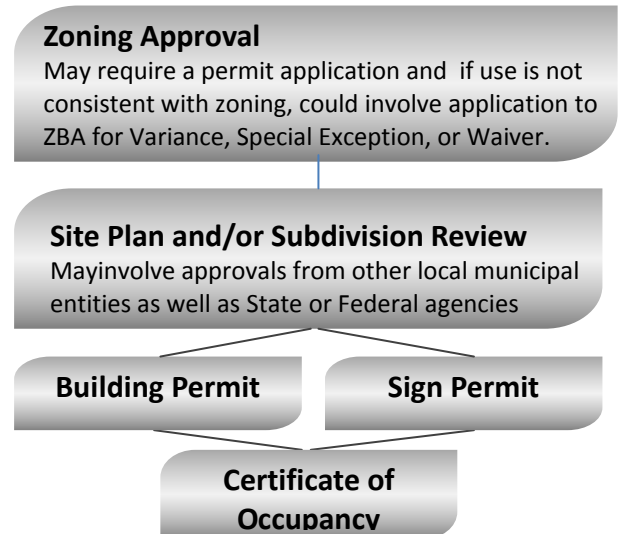 Zoning Approval
May require a permit application and if use is not
consistent with zoning, could involve application to
ZBA for Variance, Special Exception, or Waiver.
Site Plan and/or Subdivision Review
Mayinvolve approvals from other local municipal
entities as well as State or Federal agencies
Building Permit
Sign Permit
Certificate of
Occupancy